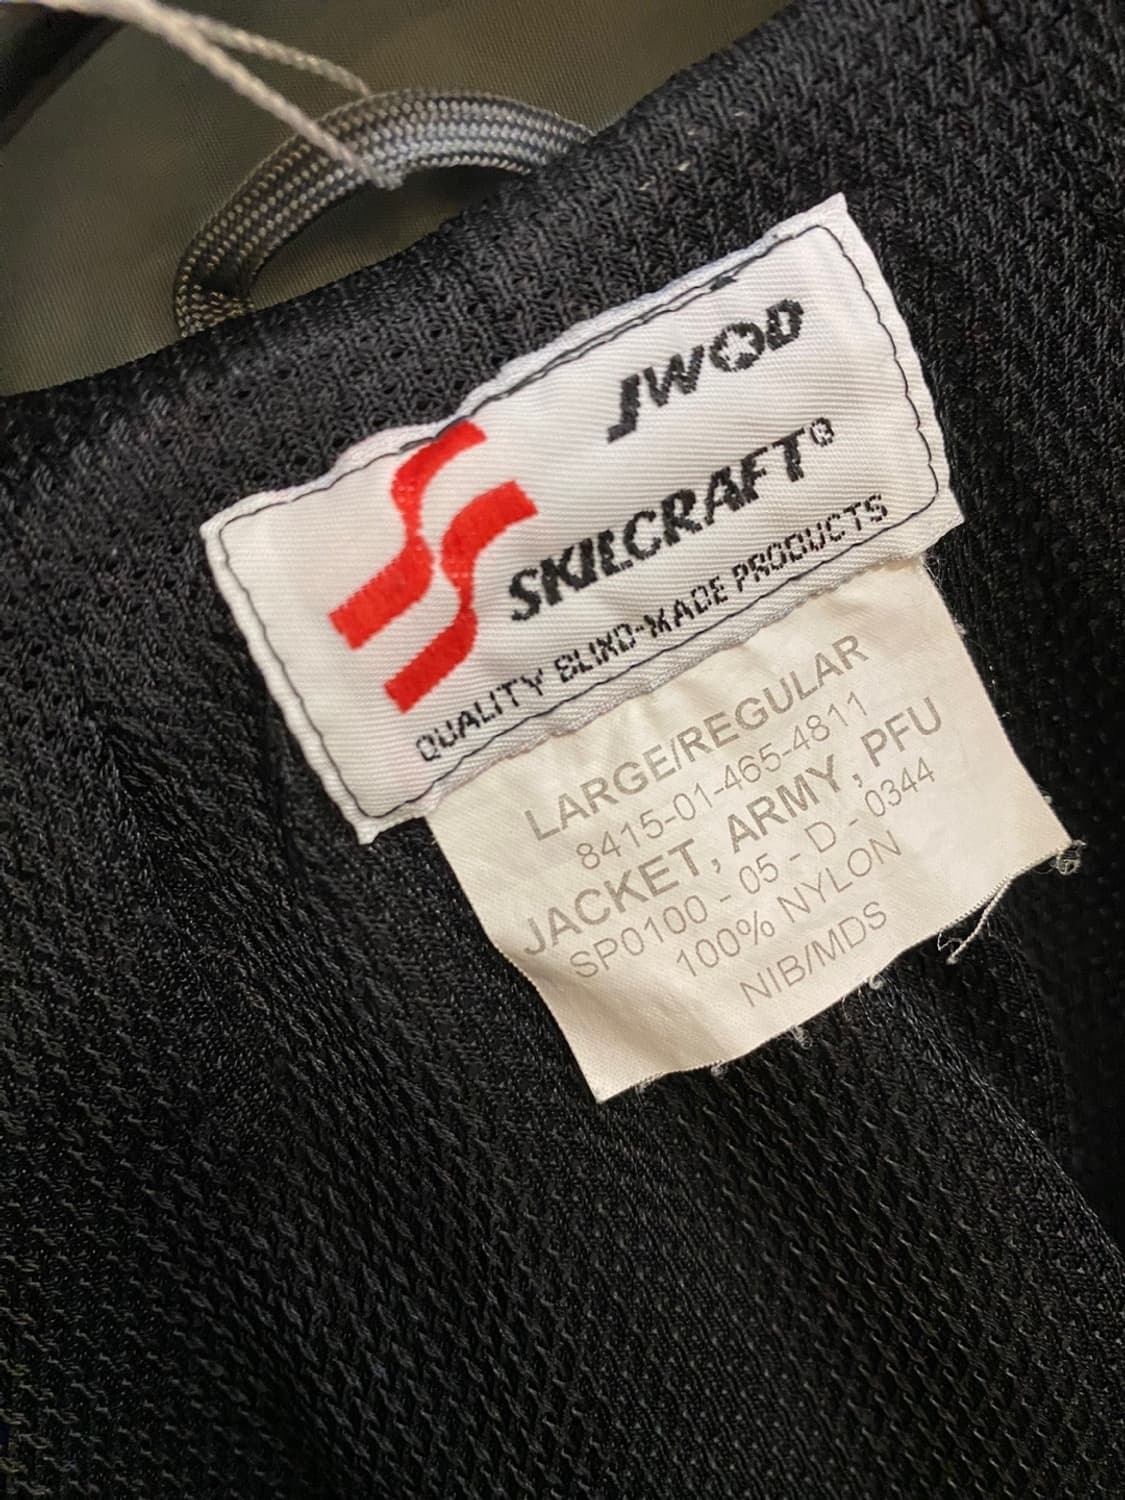 JWOD
SKILCRAFT®
QUALITY BLIND-MADE PRODUCTS
LARGE/REGULAR
8415-01-465-4811
JACKET, ARMY, PFU
SP0100 - 05 - D - 0344
100% NYLON
NIB/MDS